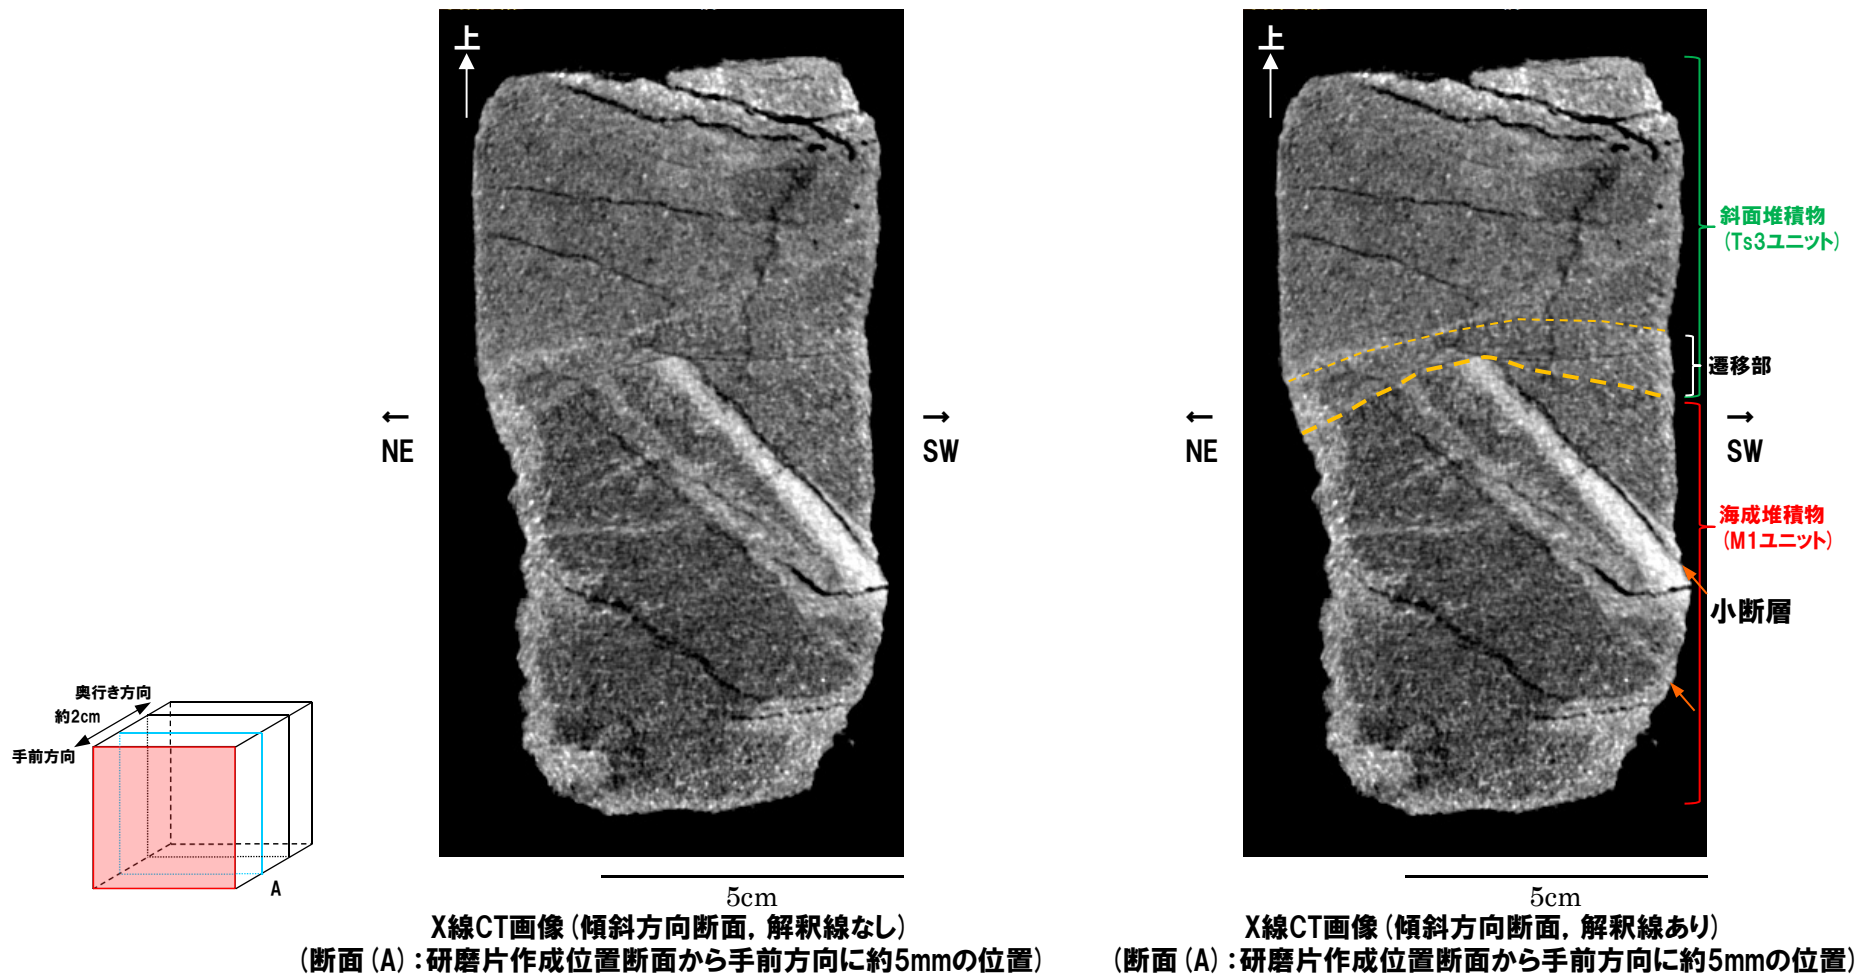 上
上
斜面堆積物
(Ts3ユニット)
遷移部
←
NE
→
SW
←
NE
→
SW
海成堆積物
(M1ユニット)
小断層
奥行き方向
約2cm
手前方向
A
5cm
5cm
X線CT画像(傾斜方向断面,解釈線なし)
(断面(A):研磨片作成位置断面から手前方向に約5mmの位置)
X線CT画像(傾斜方向断面,解釈線あり)
(断面(A):研磨片作成位置断面から手前方向に約5mmの位置)